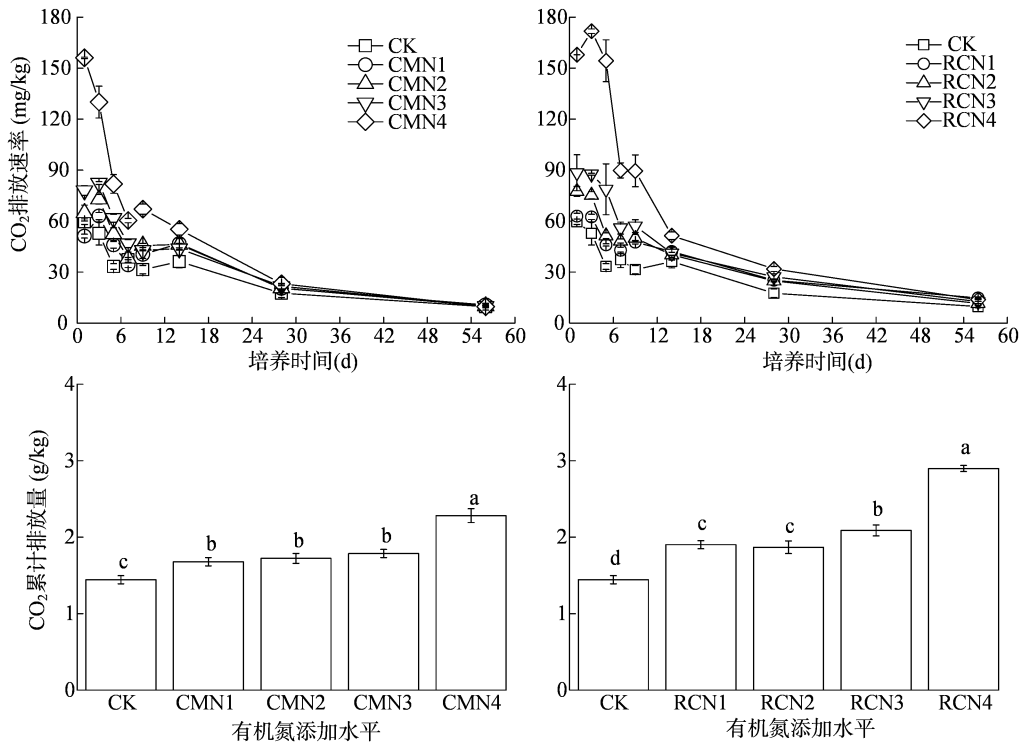 CO₂排放速率 (mg/kg)
180
150
120
90
60
30
0
CK
CMN1
CMN2
CMN3
CMN4
0 6 12 18 24 30 36 42 48 54 60
培养时间(d)
180
150
120
90
60
30
0
CK
RCN1
RCN2
RCN3
RCN4
0 6 12 18 24 30 36 42 48 54 60
培养时间(d)
CO₂累计排放量 (g/kg)
4
3
2
1
0
c b b b a
CK CMN1 CMN2 CMN3 CMN4
有机氮添加水平
4
3
2
1
0
d c c b a
CK RCN1 RCN2 RCN3 RCN4
有机氮添加水平